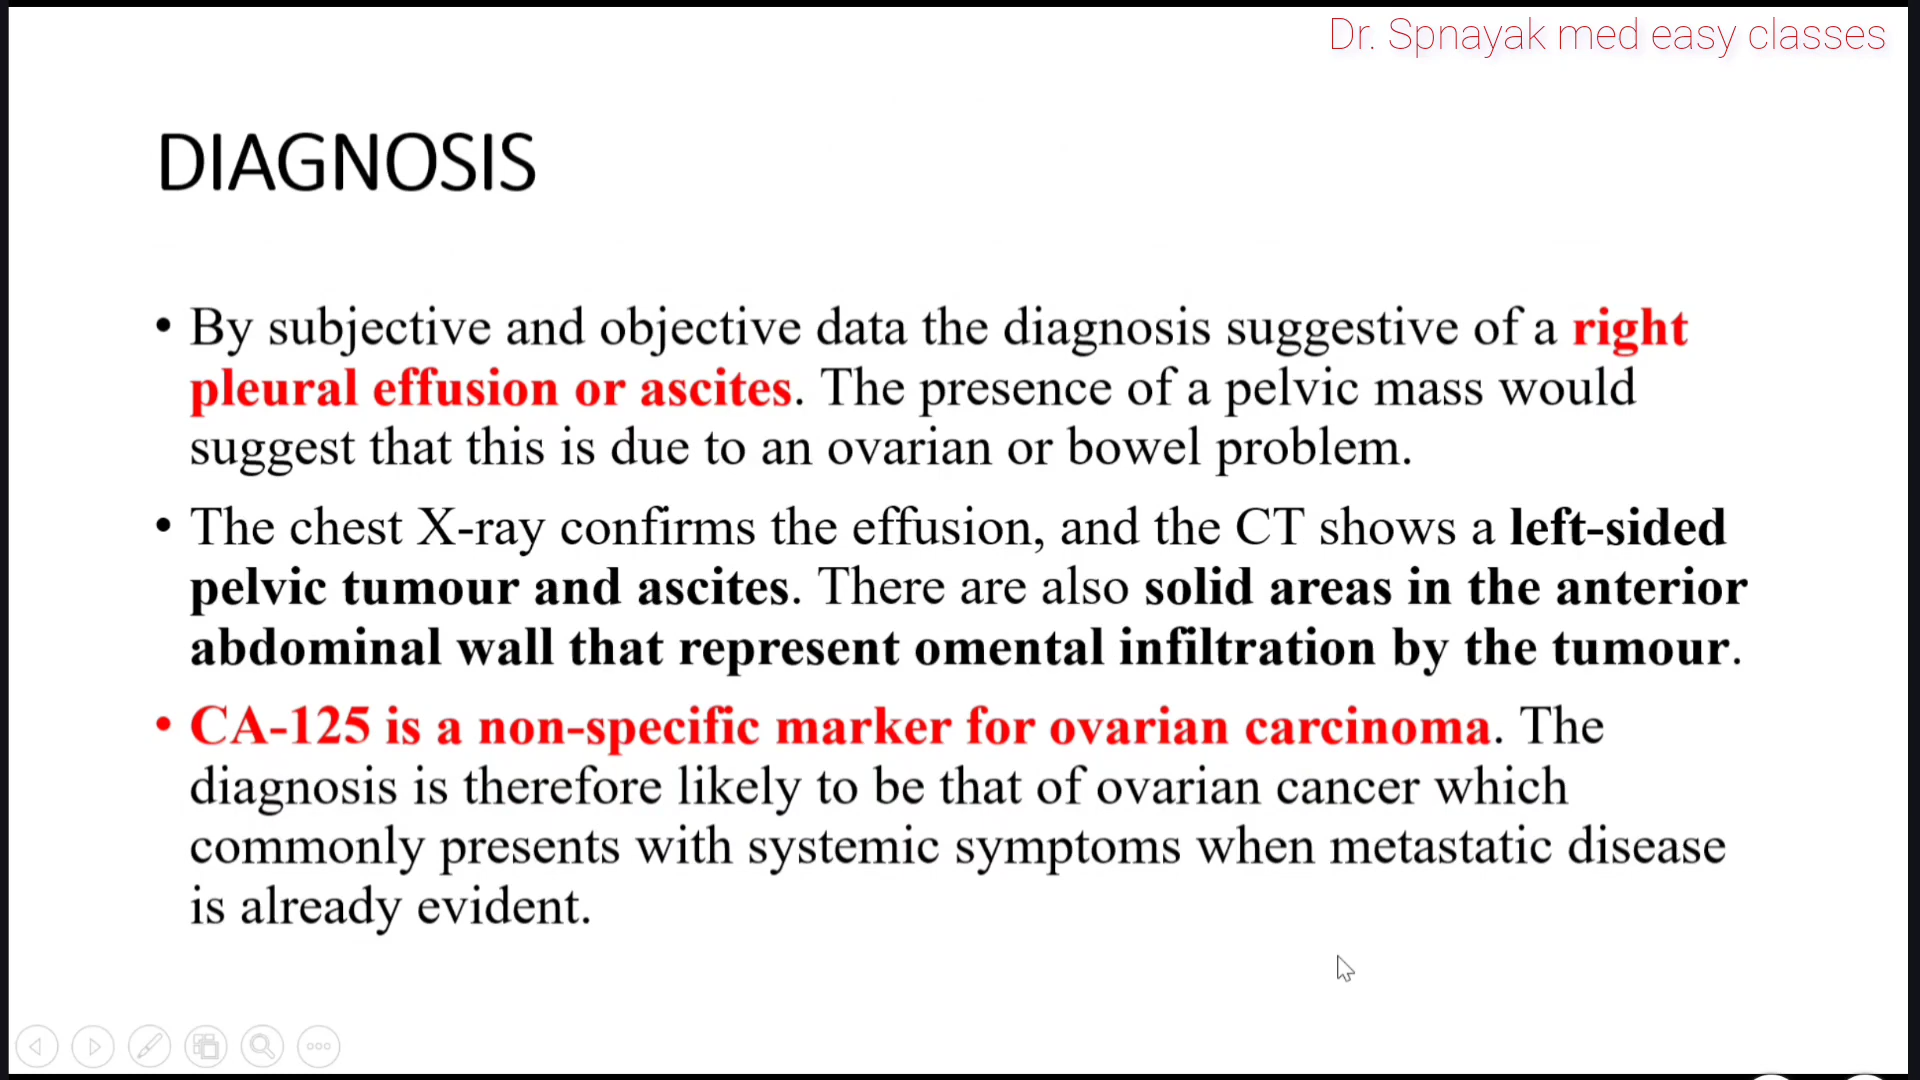 Dr. Spnayak med easy classes
DIAGNOSIS
• By subjective and objective data the diagnosis suggestive of a right
pleural effusion or ascites. The presence of a pelvic mass would
suggest that this is due to an ovarian or bowel problem.
• The chest X-ray confirms the effusion, and the CT shows a left-sided
pelvic tumour and ascites. There are also solid areas in the anterior
abdominal wall that represent omental infiltration by the tumour.
• CA-125 is a non-specific marker for ovarian carcinoma. The
diagnosis is therefore likely to be that of ovarian cancer which
commonly presents with systemic symptoms when metastatic disease
is already evident.